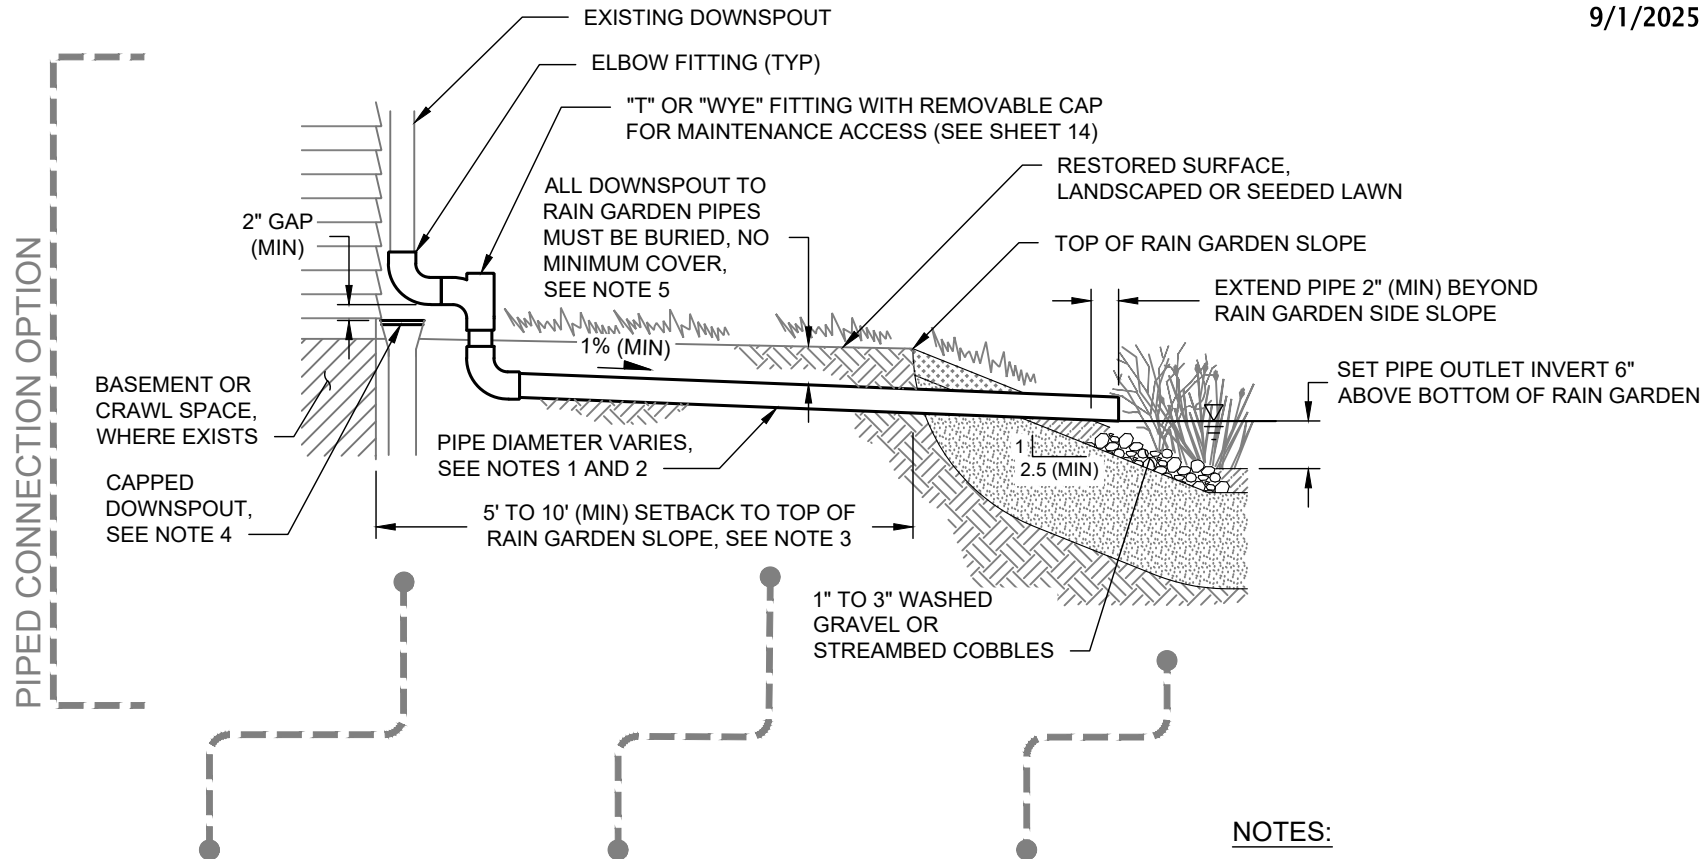 9/1/2025
EXISTING DOWNSPOUT
ELBOW FITTING (TYP)
"T" OR "WYE" FITTING WITH REMOVABLE CAP
FOR MAINTENANCE ACCESS (SEE SHEET 14)
RESTORED SURFACE,
LANDSCAPED OR SEEDED LAWN
ALL DOWNSPOUT TO
RAIN GARDEN PIPES
MUST BE BURIED, NO
MINIMUM COVER,
SEE NOTE 5
2" GAP
(MIN)
TOP OF RAIN GARDEN SLOPE
EXTEND PIPE 2" (MIN) BEYOND
RAIN GARDEN SIDE SLOPE
1% (MIN)
SET PIPE OUTLET INVERT 6"
ABOVE BOTTOM OF RAIN GARDEN
BASEMENT OR
CRAWL SPACE,
WHERE EXISTS
PIPE DIAMETER VARIES,
SEE NOTES 1 AND 2
1
2.5 (MIN)
CAPPED
DOWNSPOUT,
SEE NOTE 4
5' TO 10' (MIN) SETBACK TO TOP OF
RAIN GARDEN SLOPE, SEE NOTE 3
1" TO 3" WASHED
GRAVEL OR
STREAMBED COBBLES
PIPED CONNECTION OPTION
NOTES: